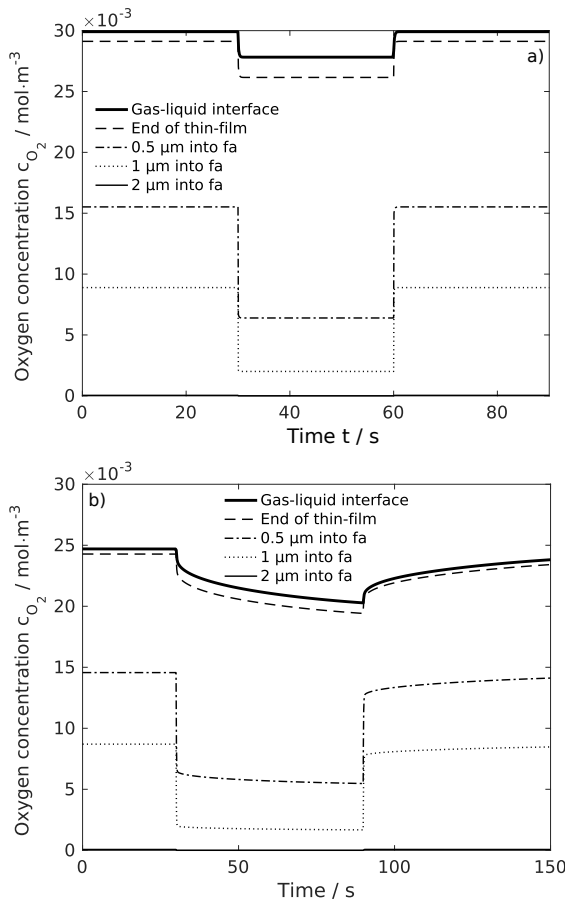 ×10⁻³
30
a)
25
Gas-liquid interface
End of thin-film
0.5 μm into fa
1 μm into fa
2 μm into fa
20
15
10
5
0
Oxygen concentration c_O₂ / mol·m⁻³
0 20 40 60 80
Time t / s
×10⁻³
30
b)
Gas-liquid interface
End of thin-film
0.5 μm into fa
1 μm into fa
2 μm into fa
25
20
15
10
5
0
Oxygen concentration c_O₂ / mol·m⁻³
0 50 100 150
Time t / s